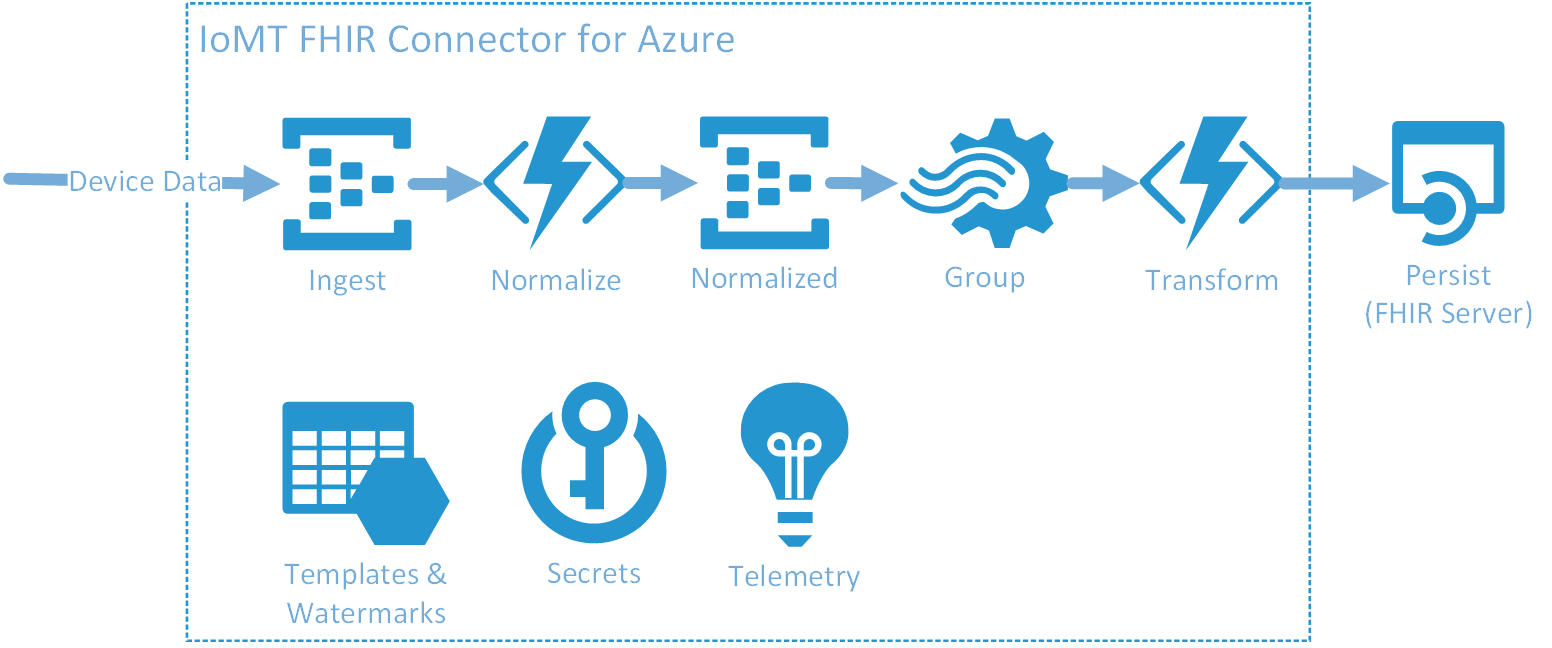 IoMT FHIR Connector for Azure
Device Data
Ingest
Normalize
Normalized
Group
Transform
Persist
(FHIR Server)
Templates &
Watermarks
Secrets
Telemetry